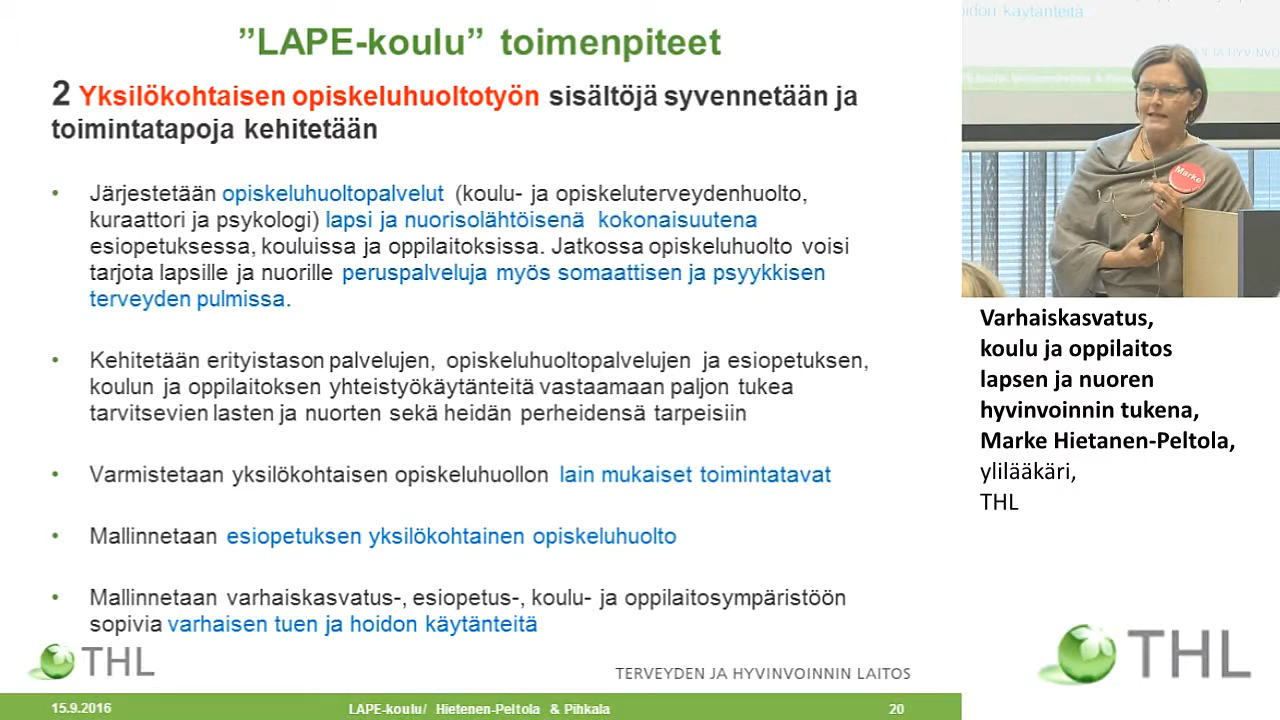 ”LAPE-koulu” toimenpiteet
2 Yksilökohtaisen opiskeluhuoltotyön sisältöjä syvennetään ja
toimintatapoja kehitetään
• Järjestetään opiskeluhuoltopalvelut (koulu- ja opiskeluterveydenhuolto,
kuraattori ja psykologi) lapsi ja nuorisolähtöisenä kokonaisuutena
esiopetuksessa, kouluissa ja oppilaitoksissa. Jatkossa opiskeluhuolto voisi
tarjota lapsille ja nuorille peruspalveluja myös somaattisen ja psyykkisen
terveyden pulmissa.
• Kehitetään erityistason palvelujen, opiskeluhuoltopalvelujen ja esiopetuksen,
koulun ja oppilaitoksen yhteistyökäytänteitä vastaamaan paljon tukea
tarvitsevien lasten ja nuorten sekä heidän perheidensä tarpeisiin
• Varmistetaan yksilökohtaisen opiskeluhuollon lain mukaiset toimintatavat
• Mallinnetaan esiopetuksen yksilökohtainen opiskeluhuolto
• Mallinnetaan varhaiskasvatus-, esiopetus-, koulu- ja oppilaitosympäristöön
sopivia varhaisen tuen ja hoidon käytänteitä
THL
TERVEYDEN JA HYVINVOINNIN LAITOS
15.9.2016 LAPE-koulu/ Hietenen-Peltola & Pihkala 20
hoidon käytänteitä
Marke
Varhaiskasvatus,
koulu ja oppilaitos
lapsen ja nuoren
hyvinvoinnin tukena,
Marke Hietanen-Peltola,
ylilääkäri,
THL
THL